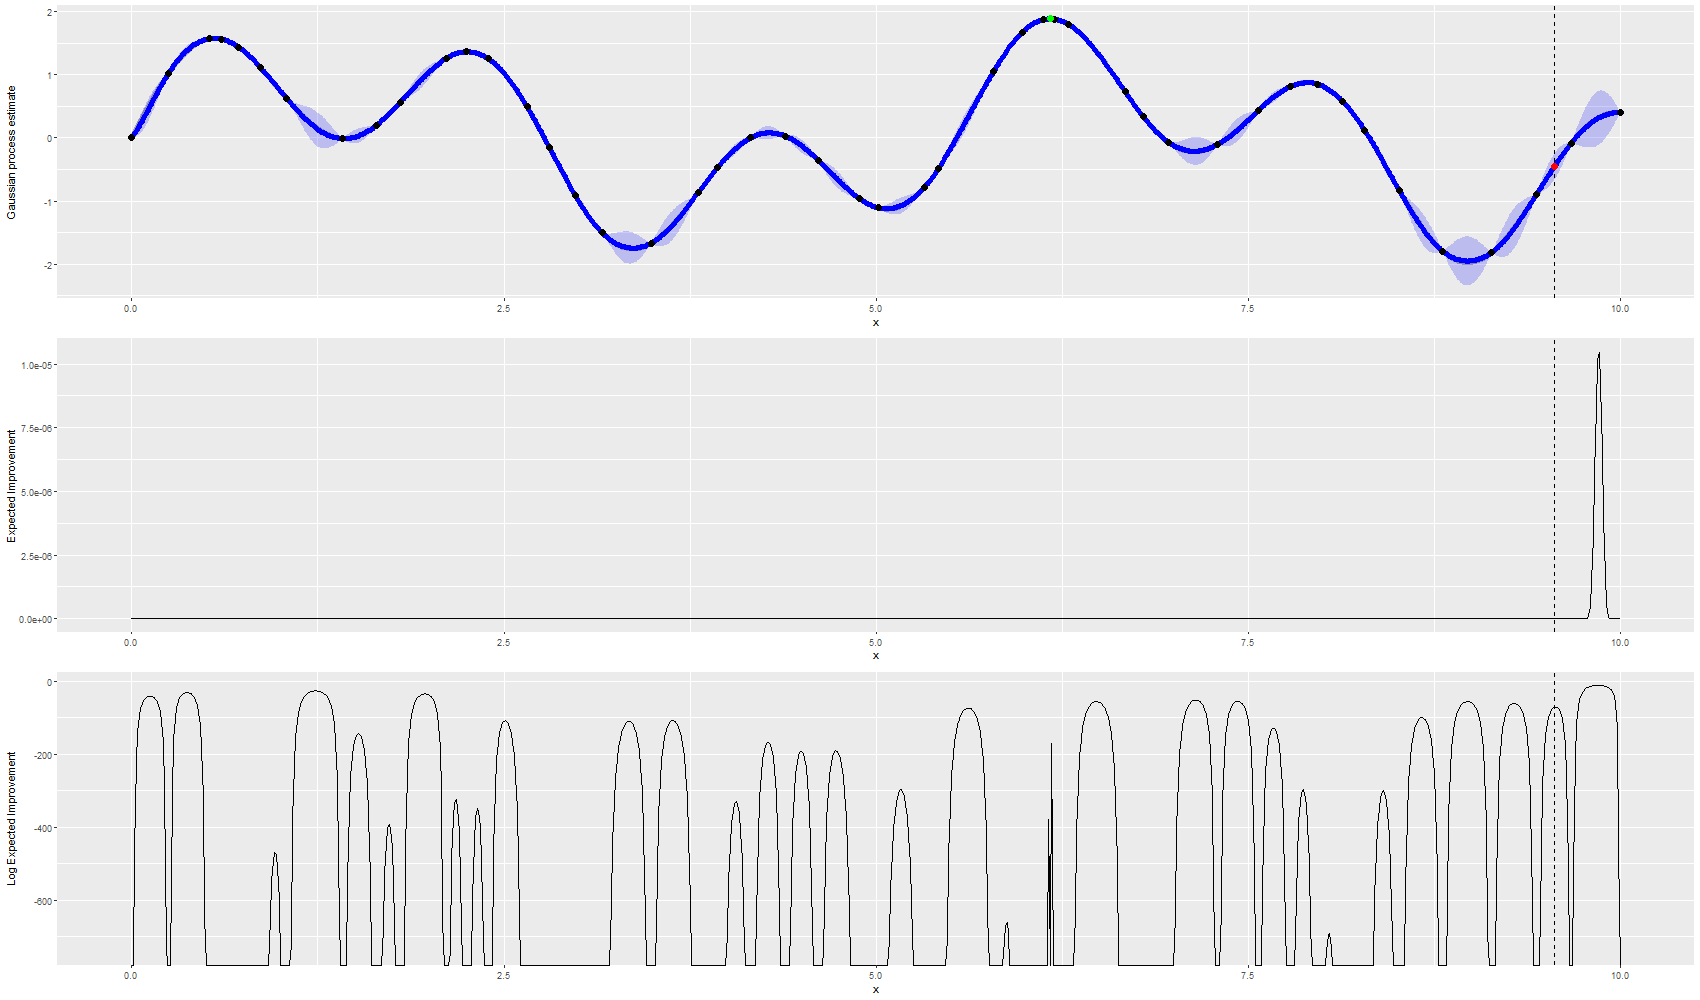 Gaussian process estimate
2
1
0
-1
-2
0.0 2.5 5.0 7.5 10.0
x
Expected Improvement
1.0e-05
7.5e-06
5.0e-06
2.5e-06
0.0e+00
0.0 2.5 5.0 7.5 10.0
x
Log Expected Improvement
0
-200
-400
-600
0.0 2.5 5.0 7.5 10.0
x